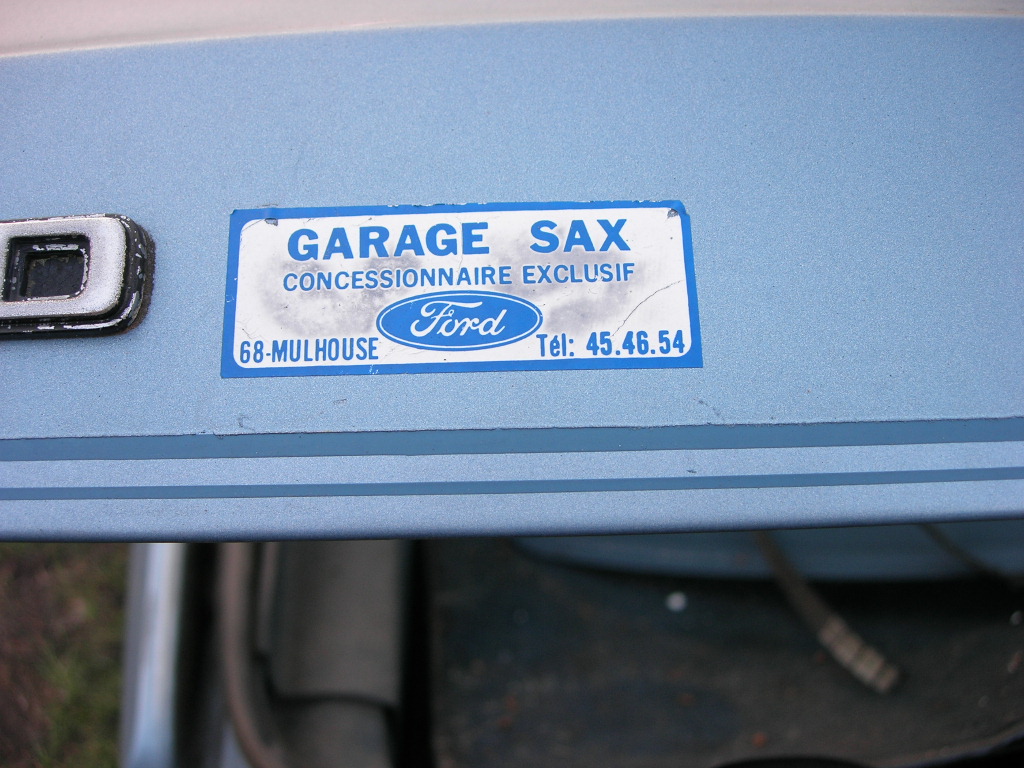 GARAGE SAX
CONCESSIONNAIRE EXCLUSIF
Ford
68-MULHOUSE
Tél: 45.46.54
D